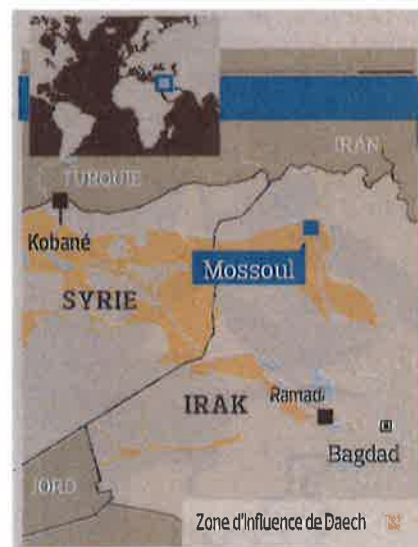 TURQUIE
IRAN
Kobané
Mossoul
SYRIE
IRAK
Ramadi
Bagdad
JORD
Zone d'Influence de Daech